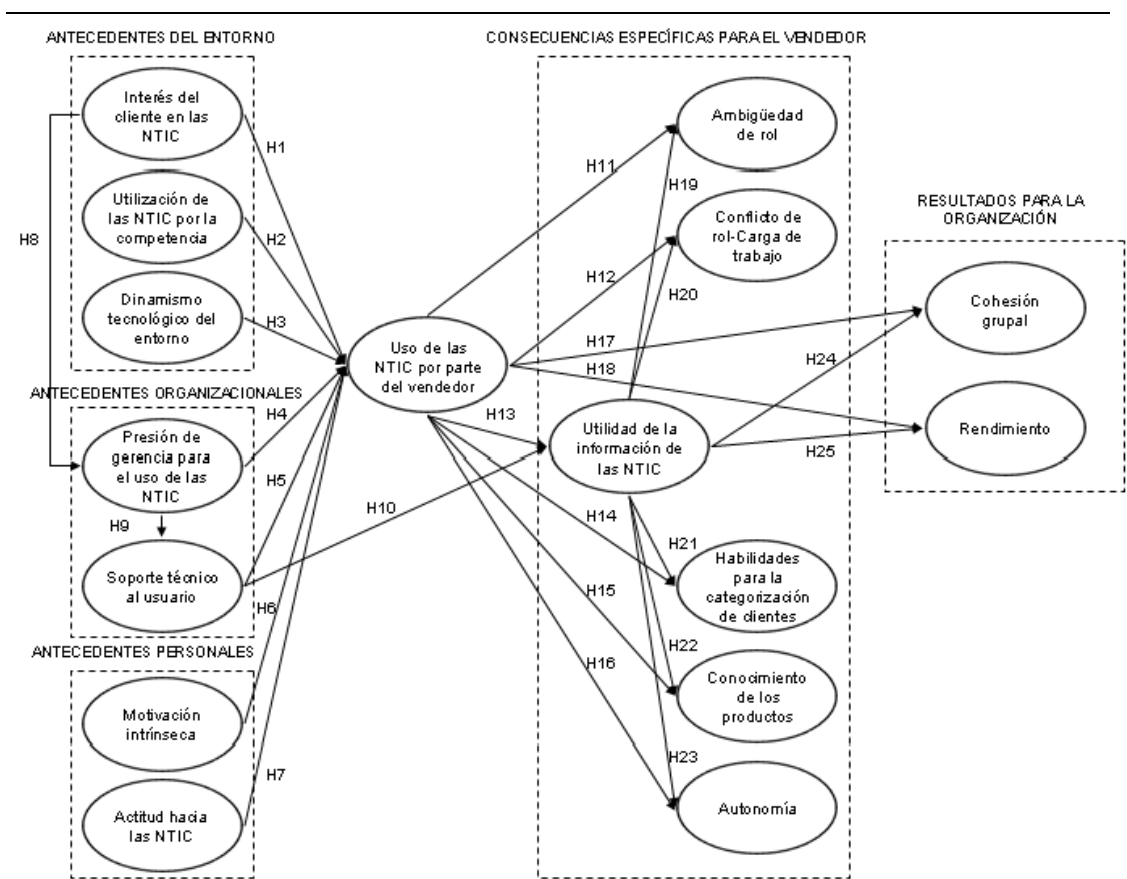 ANTECEDENTES DEL ENTORNO
Interés del
cliente en las
NTIC
Utilización de
las NTIC por la
competencia
Dinamismo
tecnológico del
entorno
H8
H1
H2
H3
ANTECEDENTES ORGANIZACIONALES
Presión de
gerencia para
el uso de las
NTIC
H9
Soporte técnico
al usuario
H4
H5
H10
ANTECEDENTES PERSONALES
Motivación
intrínseca
Actitud hacia
las NTIC
H6
H7
Uso de las
NTIC por parte
del vendedor
H11
H12
H17
H18
H13
H14
H15
H16
CONSECUENCIAS ESPECÍFICAS PARA EL VENDEDOR
Ambigüedad
de rol
H19
Conflicto de
rol-Carga de
trabajo
H20
Utilidad de la
información de
las NTIC
H21
Habilidades
para la
categorización
de clientes
H22
Conocimiento
de los
productos
H23
Autonomía
H24
H25
RESULTADOS PARA LA
ORGANIZACIÓN
Cohesión
grupal
Rendimiento